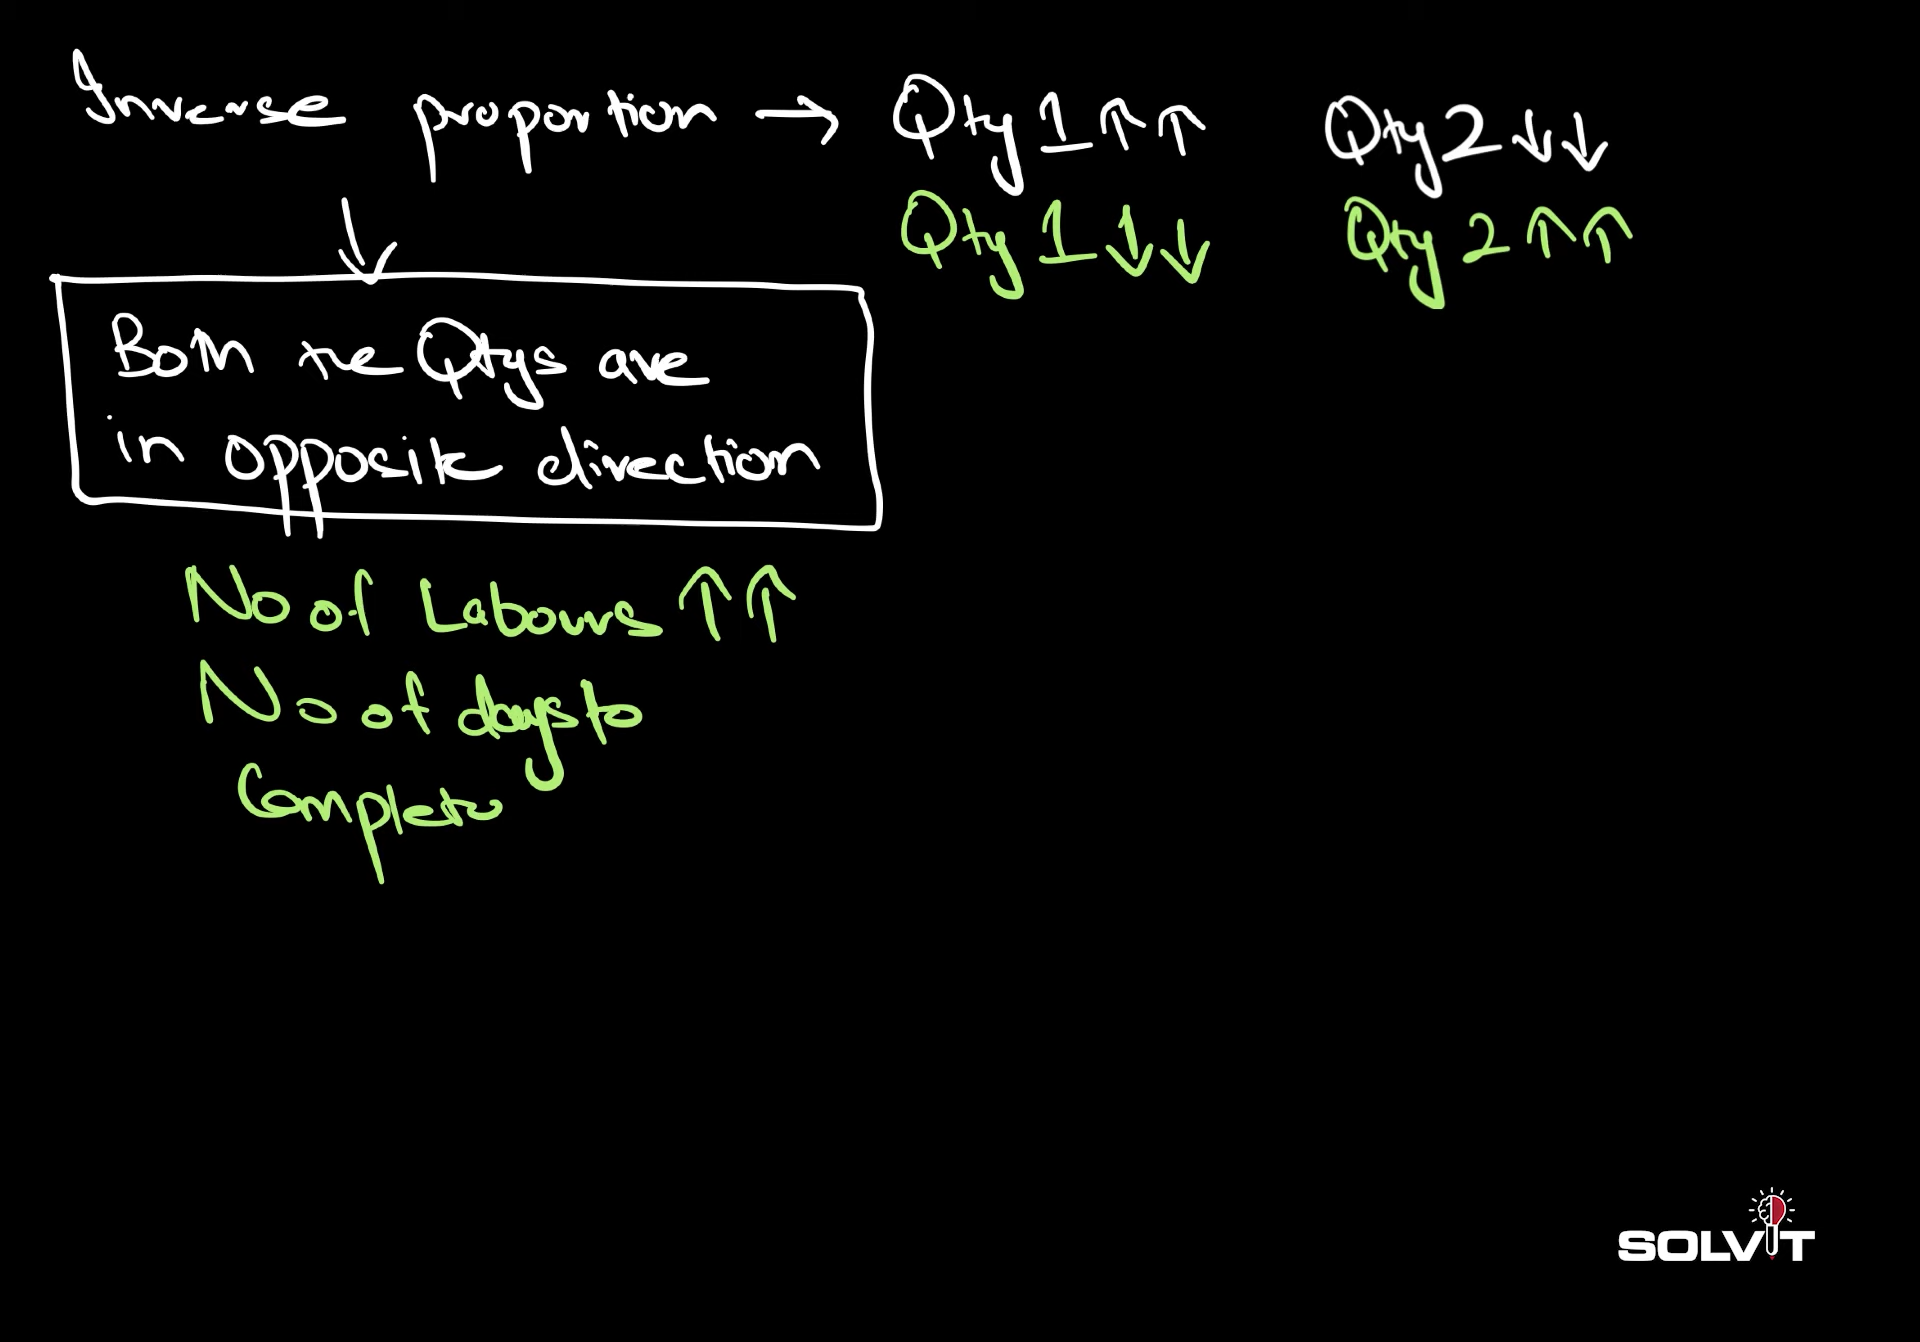 Inverse proportion → Qty 1 ↑↑ Qty 2 ↓↓
Qty 1 ↓↓ Qty 2 ↑↑
Both the Qtys are
in opposite direction
No of Labours ↑↑
No of days to
Complete
SOLVIT